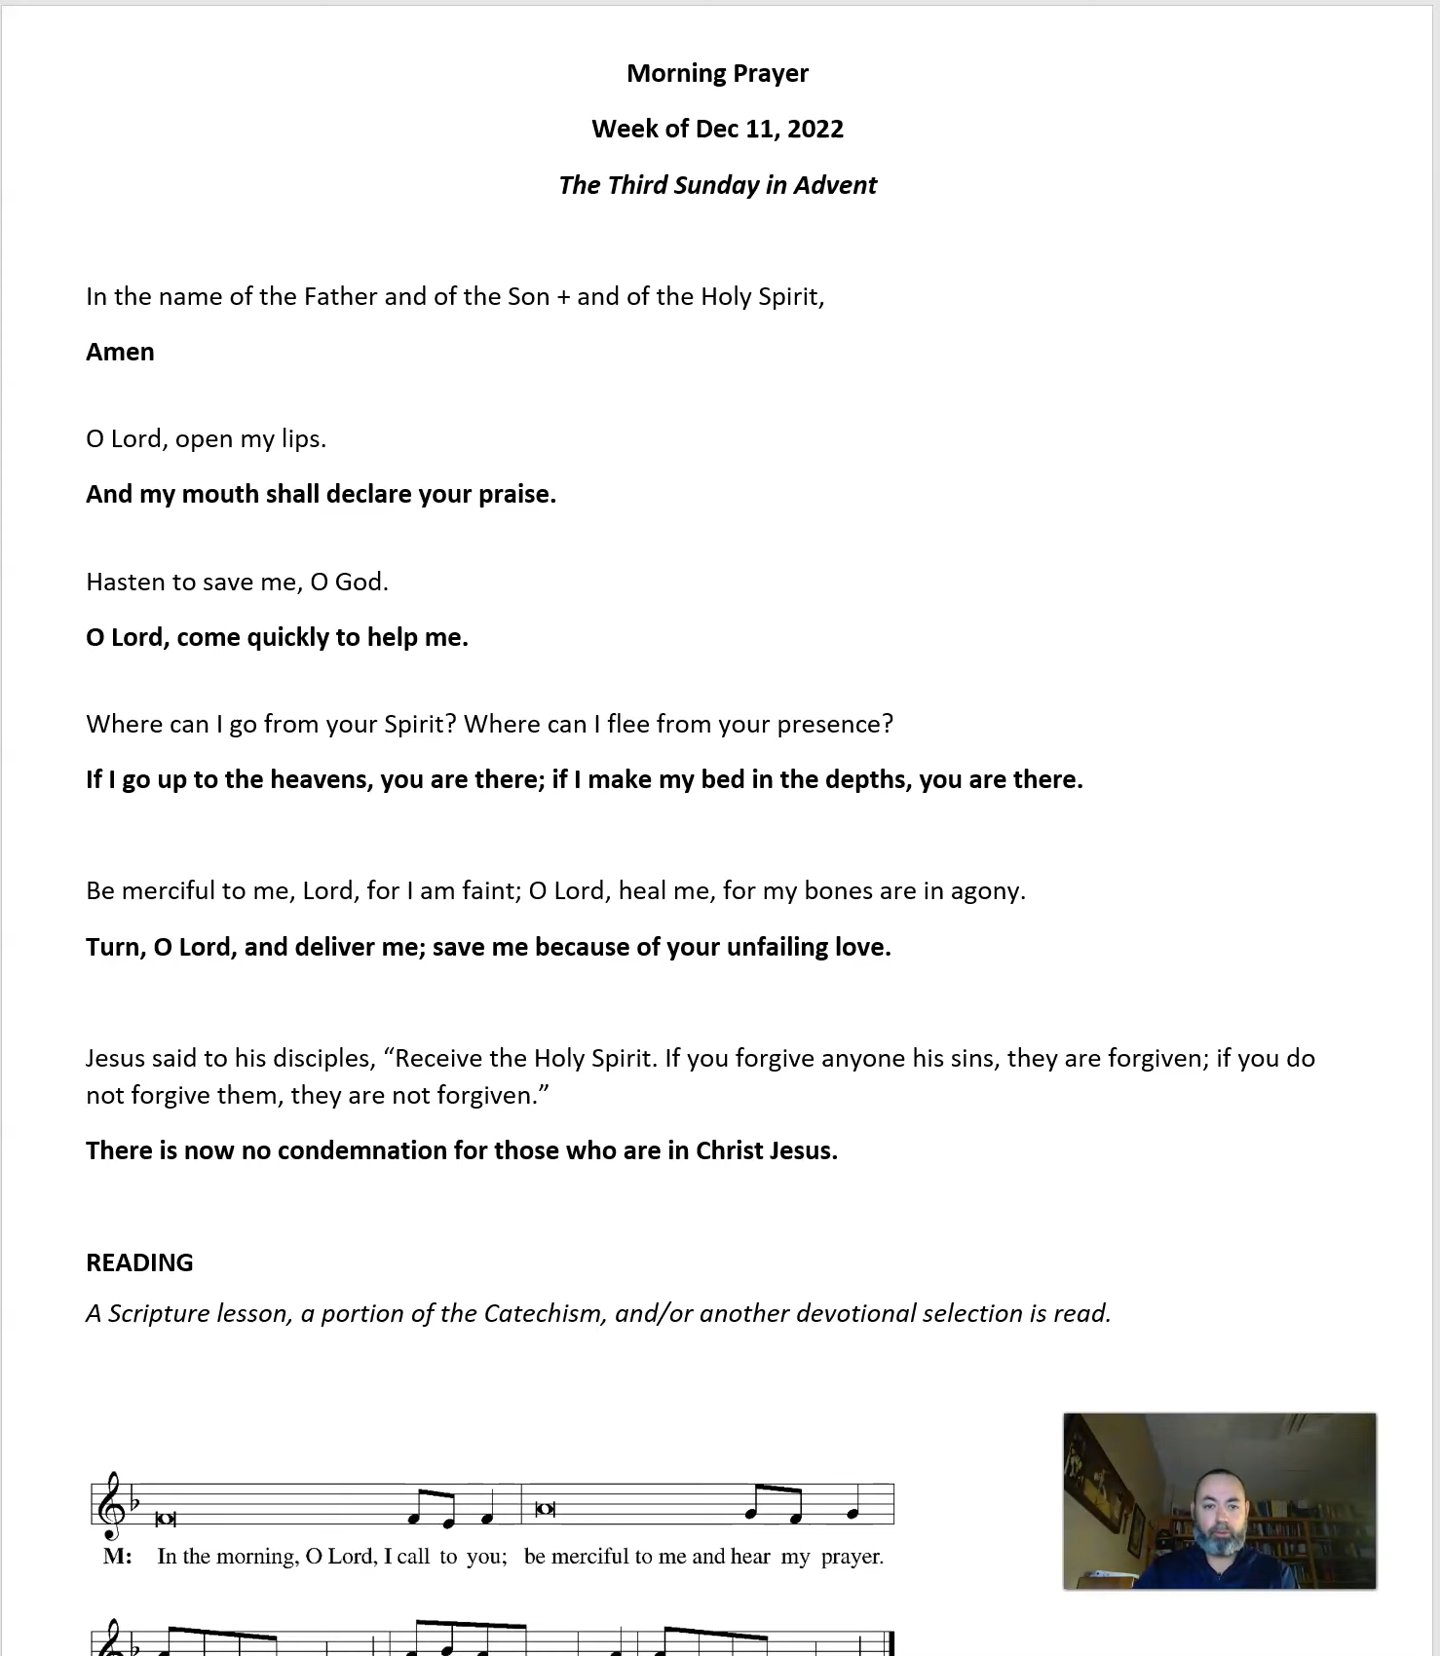 Morning Prayer
Week of Dec 11, 2022
The Third Sunday in Advent
In the name of the Father and of the Son + and of the Holy Spirit,
Amen
O Lord, open my lips.
And my mouth shall declare your praise.
Hasten to save me, O God.
O Lord, come quickly to help me.
Where can I go from your Spirit? Where can I flee from your presence?
If I go up to the heavens, you are there; if I make my bed in the depths, you are there.
Be merciful to me, Lord, for I am faint; O Lord, heal me, for my bones are in agony.
Turn, O Lord, and deliver me; save me because of your unfailing love.
Jesus said to his disciples, “Receive the Holy Spirit. If you forgive anyone his sins, they are forgiven; if you do
not forgive them, they are not forgiven.”
There is now no condemnation for those who are in Christ Jesus.
READING
A Scripture lesson, a portion of the Catechism, and/or another devotional selection is read.
M: In the morning, O Lord, I call to you; be merciful to me and hear my prayer.